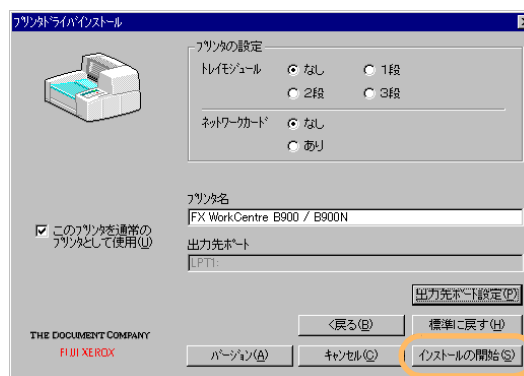 プリンタドライバインストール
プリンタの設定
トレイモジュール なし 1段
2段 3段
ネットワークカード なし
あり
プリンタ名
FX WorkCentre B900 / B900N
このプリンタを通常の
プリンタとして使用(U)
出力先ポート
LPT1:
出力先ポート設定(P)
<戻る(B) 標準に戻す(H)
THE DOCUMENT COMPANY
FUJI XEROX
バージョン(A) キャンセル(C) インストールの開始(S)